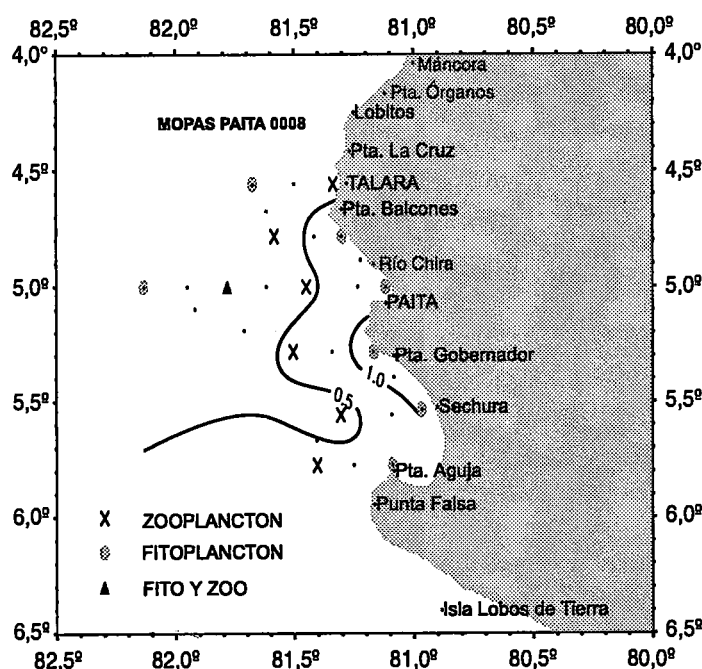 82,5º 82,0º 81,5º 81,0º 80,5º 80,0º
4,0º 4,0º
Máncora
Pta. Órganos
Lobitos
MOPAS PAITA 0008
Pta. La Cruz
4,5º 4,5º
TALARA
Pta. Balcones
Río Chira
5,0º 5,0º
PAITA
Pta. Gobernador
1.0
0.5
5,5º 5,5º
Sechura
Pta. Aguja
Punta Falsa
6,0º 6,0º
X ZOOPLANCTON
FITOPLANCTON
FITO Y ZOO
Isla Lobos de Tierra
6,5º 6,5º
82.5º 82,0º 81,5º 81,0º 80,5º 80,0º